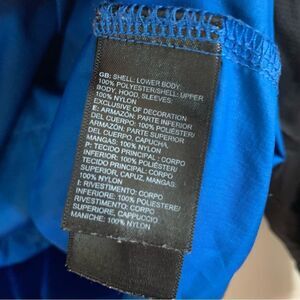 GB: SHELL: LOWER BODY:
100% POLYESTER/SHELL: UPPER
BODY, HOOD, SLEEVES:
100% NYLON
EXCLUSIVE OF DECORATION
E: ARMAZÓN: PARTE INFERIOR
DEL CUERPO: 100% POLIÉSTER/
ARMAZÓN: PARTE SUPERIOR
DEL CUERPO, CAPUCHA,
MANGAS: 100% NYLON
P: TECIDO PRINCIPAL: CORPO
INFERIOR: 100% POLIÉSTER/
TECIDO PRINCIPAL: CORPO
SUPERIOR, CAPUZ, MANGAS:
100% NYLON
I: RIVESTIMENTO: CORPO
INFERIORE: 100% POLIESTERE/
RIVESTIMENTO: CORPO
SUPERIORE, CAPPUCCIO
MANICHE: 100% NYLON